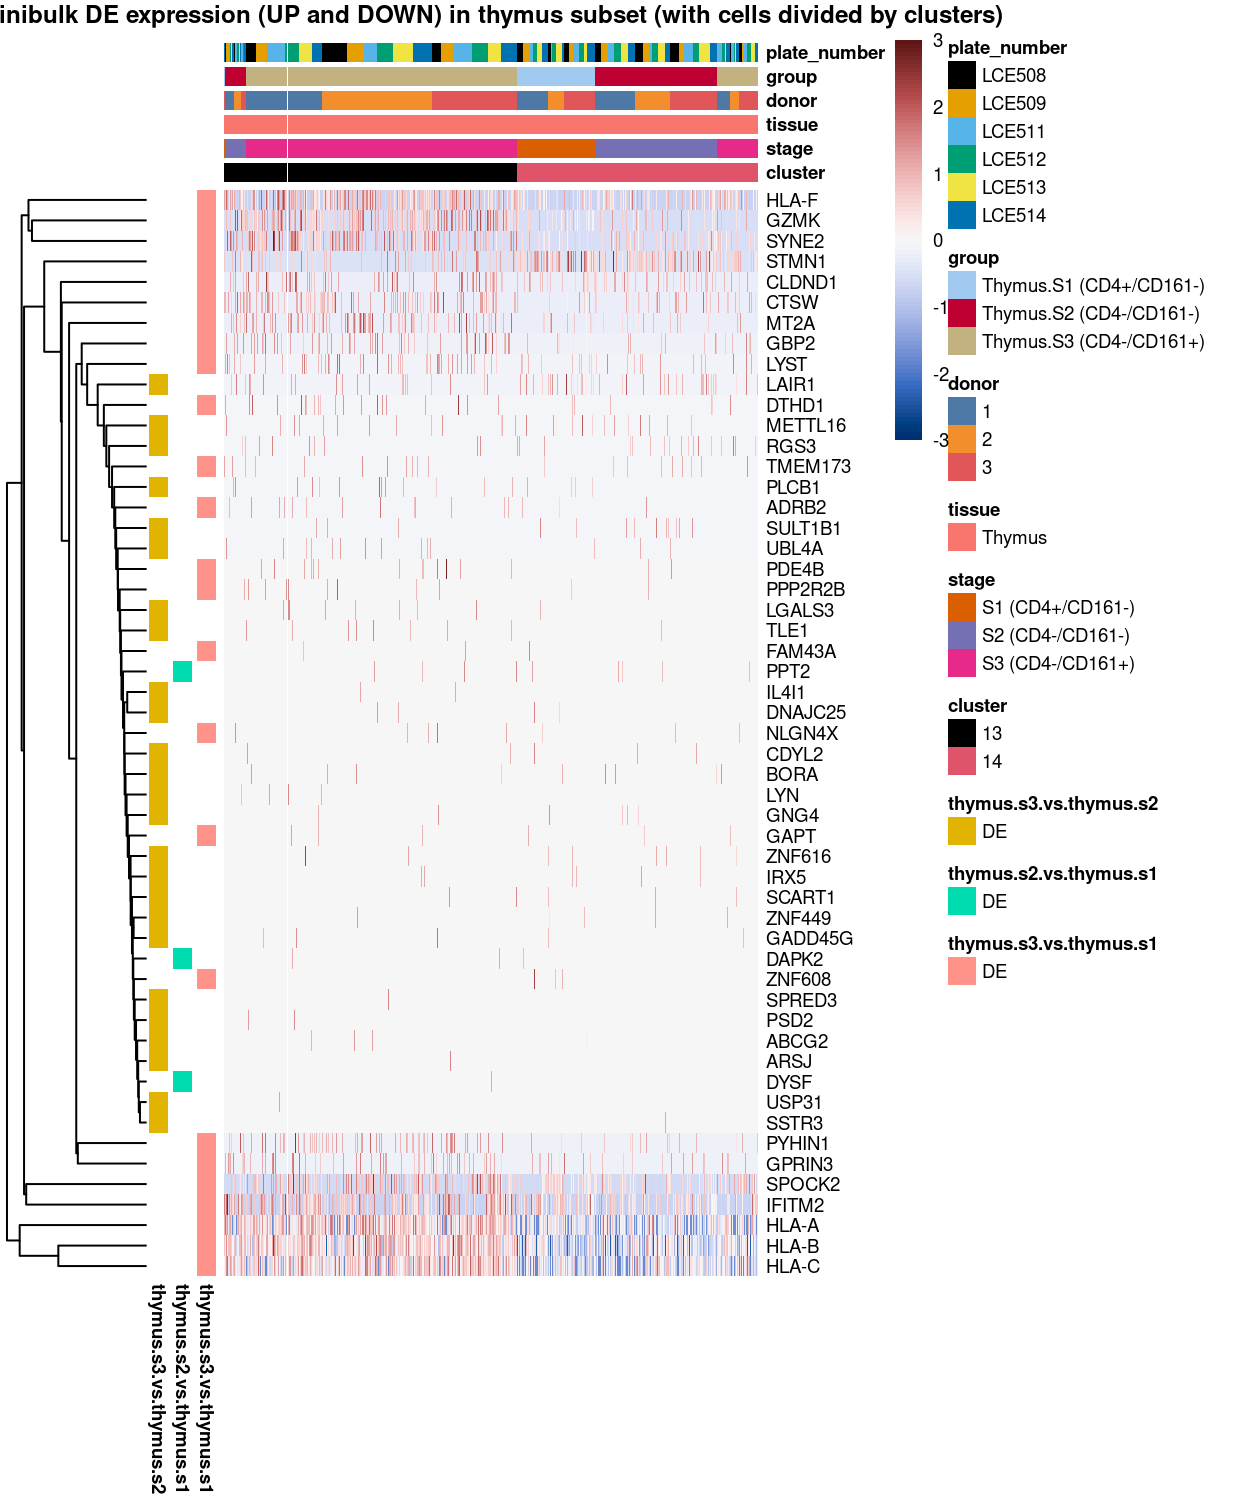 inibulk DE expression (UP and DOWN) in thymus subset (with cells divided by clusters)
plate_number
group
donor
tissue
stage
cluster
HLA-F
GZMK
SYNE2
STMN1
CLDND1
CTSW
MT2A
GBP2
LYST
LAIR1
DTHD1
METTL16
RGS3
TMEM173
PLCB1
ADRB2
SULT1B1
UBL4A
PDE4B
PPP2R2B
LGALS3
TLE1
FAM43A
PPT2
IL4I1
DNAJC25
NLGN4X
CDYL2
BORA
LYN
GNG4
GAPT
ZNF616
IRX5
SCART1
ZNF449
GADD45G
DAPK2
ZNF608
SPRED3
PSD2
ABCG2
ARSJ
DYSF
USP31
SSTR3
PYHIN1
GPRIN3
SPOCK2
IFITM2
HLA-A
HLA-B
HLA-C
thymus.s3.vs.thymus.s2
thymus.s2.vs.thymus.s1
thymus.s3.vs.thymus.s1
3
2
1
0
-1
-2
-3
plate_number
LCE508
LCE509
LCE511
LCE512
LCE513
LCE514
group
Thymus.S1 (CD4+/CD161-)
Thymus.S2 (CD4-/CD161-)
Thymus.S3 (CD4-/CD161+)
donor
1
2
3
tissue
Thymus
stage
S1 (CD4+/CD161-)
S2 (CD4-/CD161-)
S3 (CD4-/CD161+)
cluster
13
14
thymus.s3.vs.thymus.s2
DE
thymus.s2.vs.thymus.s1
DE
thymus.s3.vs.thymus.s1
DE